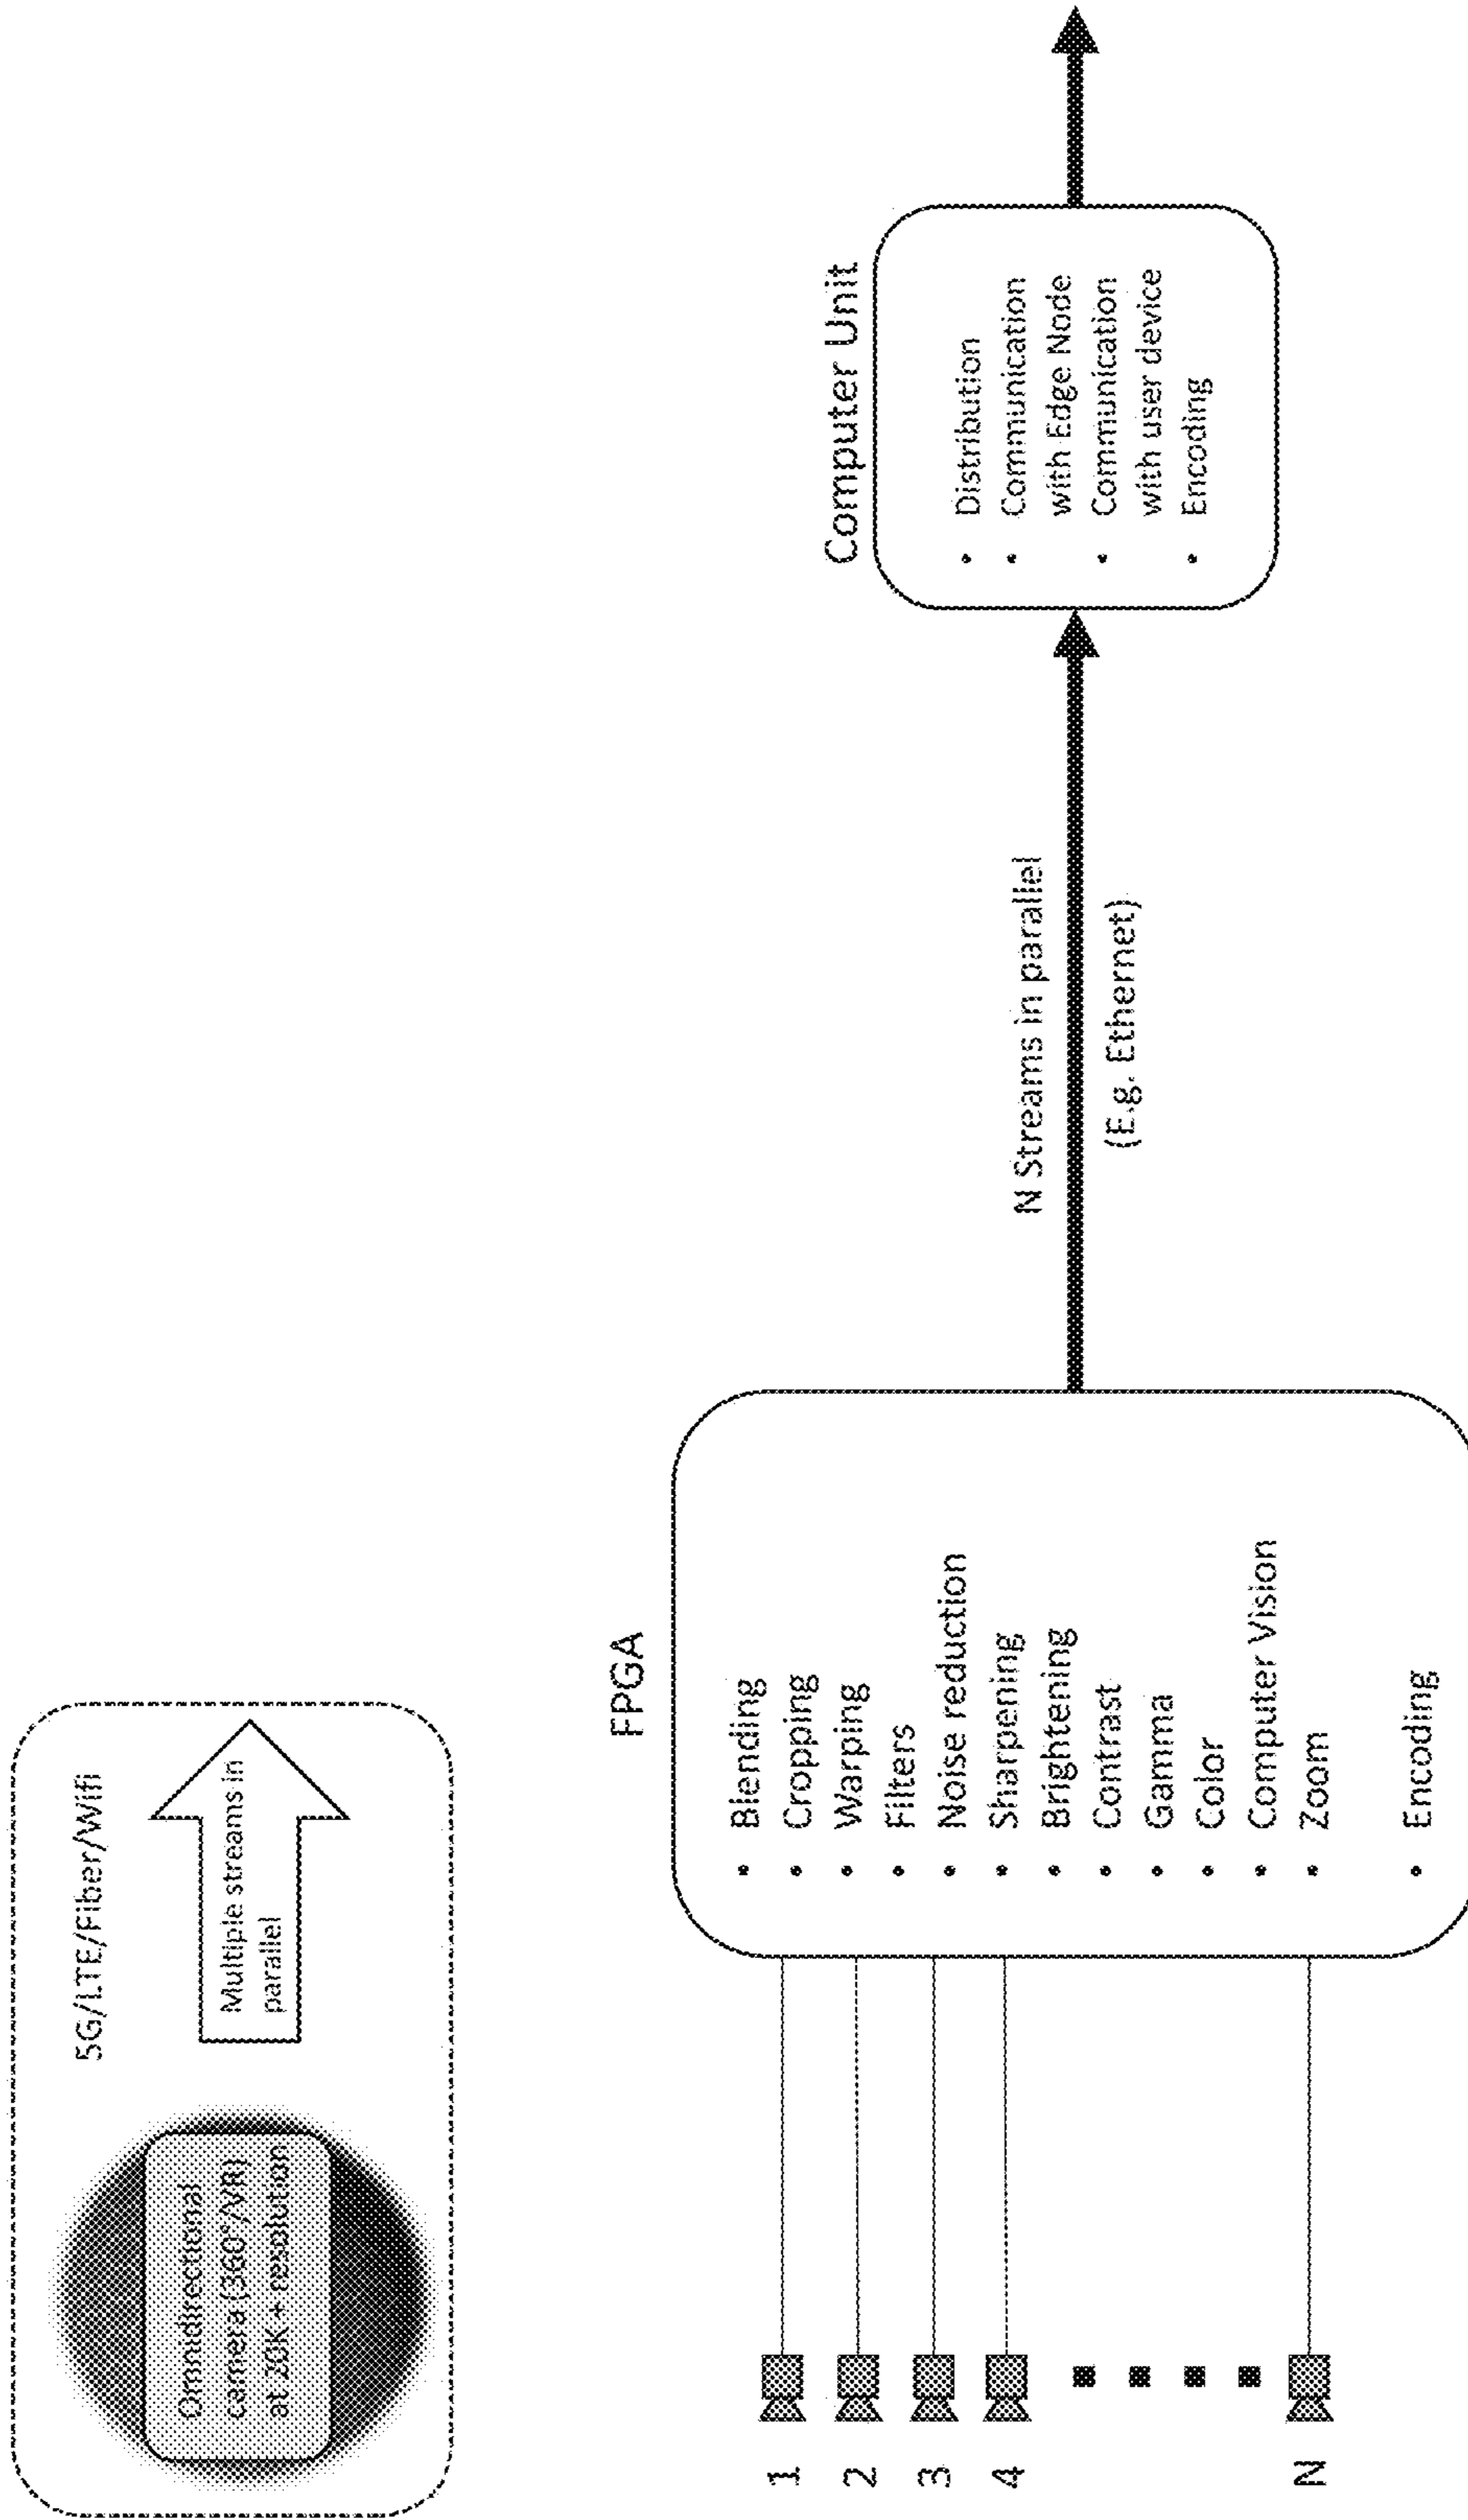 Omnidirectional
camera (360°/VR)
at 20K + resolution
5G/LTE/Fiber/Wifi
Multiple streams in
parallel
1
2
3
4
N
FPGA
• Blending
• Cropping
• Warping
• Filters
• Noise reduction
• Sharpening
• Brightening
• Contrast
• Gamma
• Color
• Computer Vision
• Zoom
• Encoding
N Streams in parallel
(E.g. Ethernet)
Computer Unit
• Distribution
• Communication
with Edge Node
• Communication
with user device
• Encoding